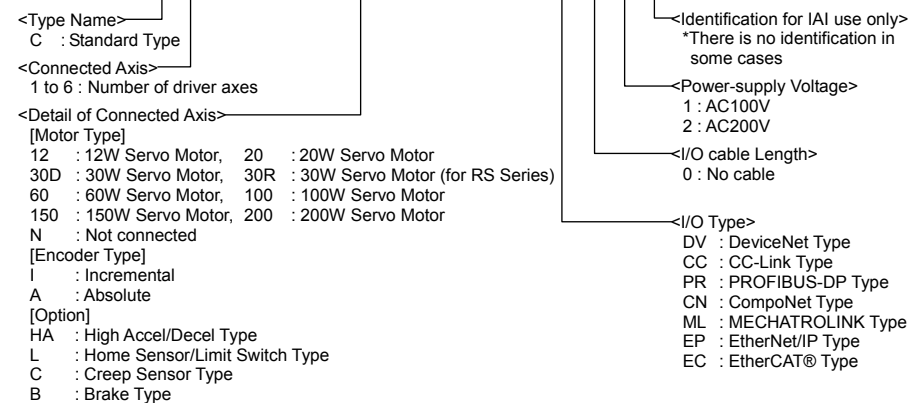 <Type Name>
C : Standard Type
<Connected Axis>
1 to 6 : Number of driver axes
<Detail of Connected Axis>
[Motor Type]
12 : 12W Servo Motor, 20 : 20W Servo Motor
30D : 30W Servo Motor, 30R : 30W Servo Motor (for RS Series)
60 : 60W Servo Motor, 100 : 100W Servo Motor
150 : 150W Servo Motor, 200 : 200W Servo Motor
N : Not connected
[Encoder Type]
I : Incremental
A : Absolute
[Option]
HA : High Accel/Decel Type
L : Home Sensor/Limit Switch Type
C : Creep Sensor Type
B : Brake Type
<Identification for IAI use only>
*There is no identification in
some cases
<Power-supply Voltage>
1 : AC100V
2 : AC200V
<I/O cable Length>
0 : No cable
<I/O Type>
DV : DeviceNet Type
CC : CC-Link Type
PR : PROFIBUS-DP Type
CN : CompoNet Type
ML : MECHATROLINK Type
EP : EtherNet/IP Type
EC : EtherCAT® Type